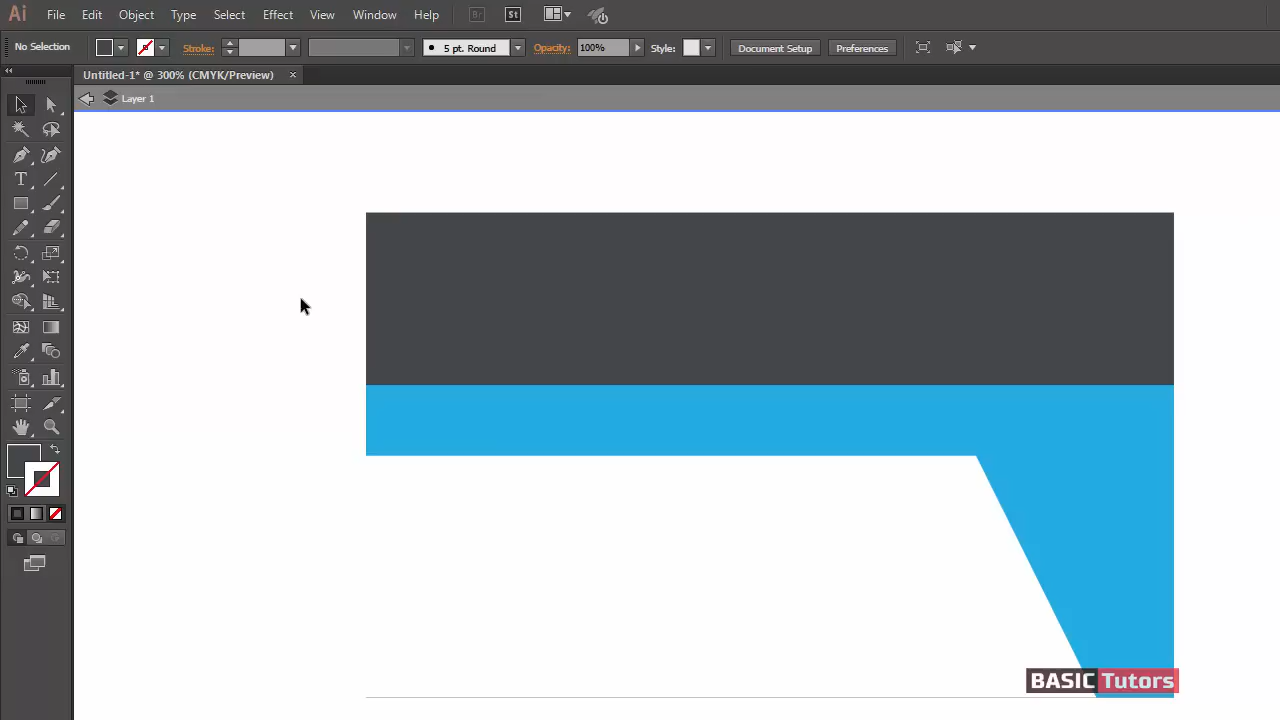 Ai File Edit Object Type Select Effect View Window Help Br St
No Selection Stroke: 5 pt. Round Opacity: 100% Style: Document Setup Preferences
Untitled-1* @ 300% (CMYK/Preview) ×
Layer 1
T
BASIC Tutors